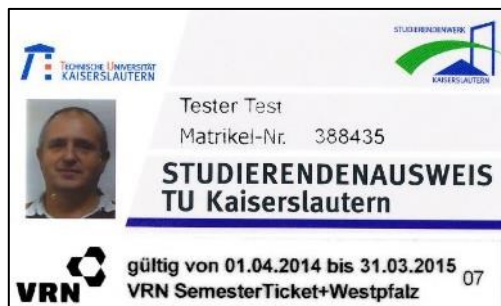 TECHNISCHE UNIVERSITÄT
KAISERSLAUTERN
STUDIERENDENWERK
KAISERSLAUTERN
Tester Test
Matrikel-Nr. 388435
STUDIERENDENAUSWEIS
TU Kaiserslautern
VRN
gültig von 01.04.2014 bis 31.03.2015
VRN SemesterTicket+Westpfalz
07